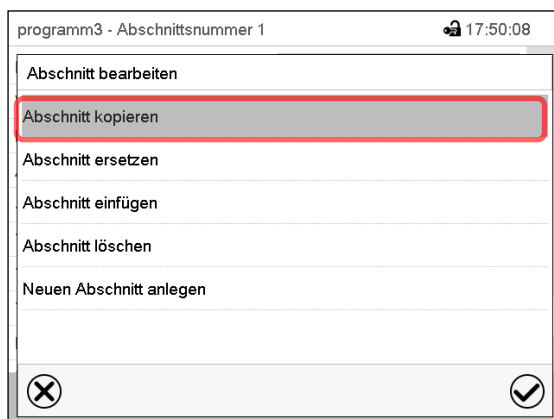 programm3 - Abschnittsnummer 1 17:50:08
Abschnitt bearbeiten
Abschnitt kopieren
Abschnitt ersetzen
Abschnitt einfügen
Abschnitt löschen
Neuen Abschnitt anlegen